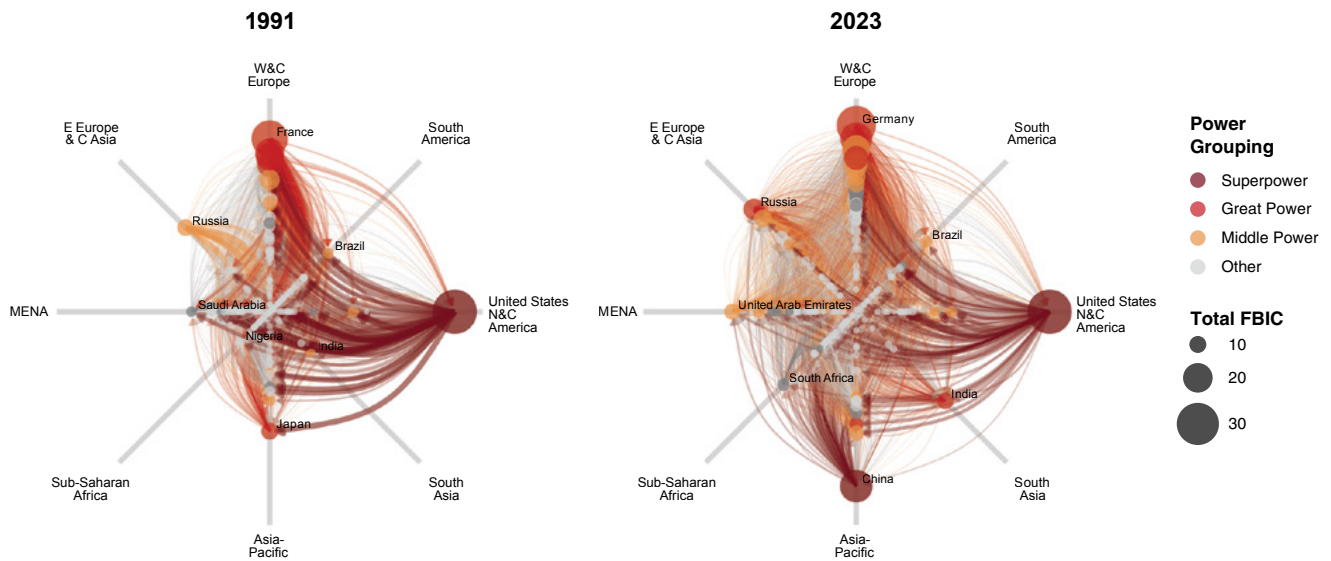 1991
W&C
Europe
E Europe
& C Asia
South
America
France
Russia
Brazil
MENA
Saudi Arabia
United States
N&C
America
Nigeria
India
Japan
Sub-Saharan
Africa
South
Asia
Asia-
Pacific
2023
W&C
Europe
E Europe
& C Asia
South
America
Germany
Russia
Brazil
MENA
United Arab Emirates
United States
N&C
America
South Africa
India
China
Sub-Saharan
Africa
South
Asia
Asia-
Pacific
Power
Grouping
Superpower
Great Power
Middle Power
Other
Total FBIC
10
20
30